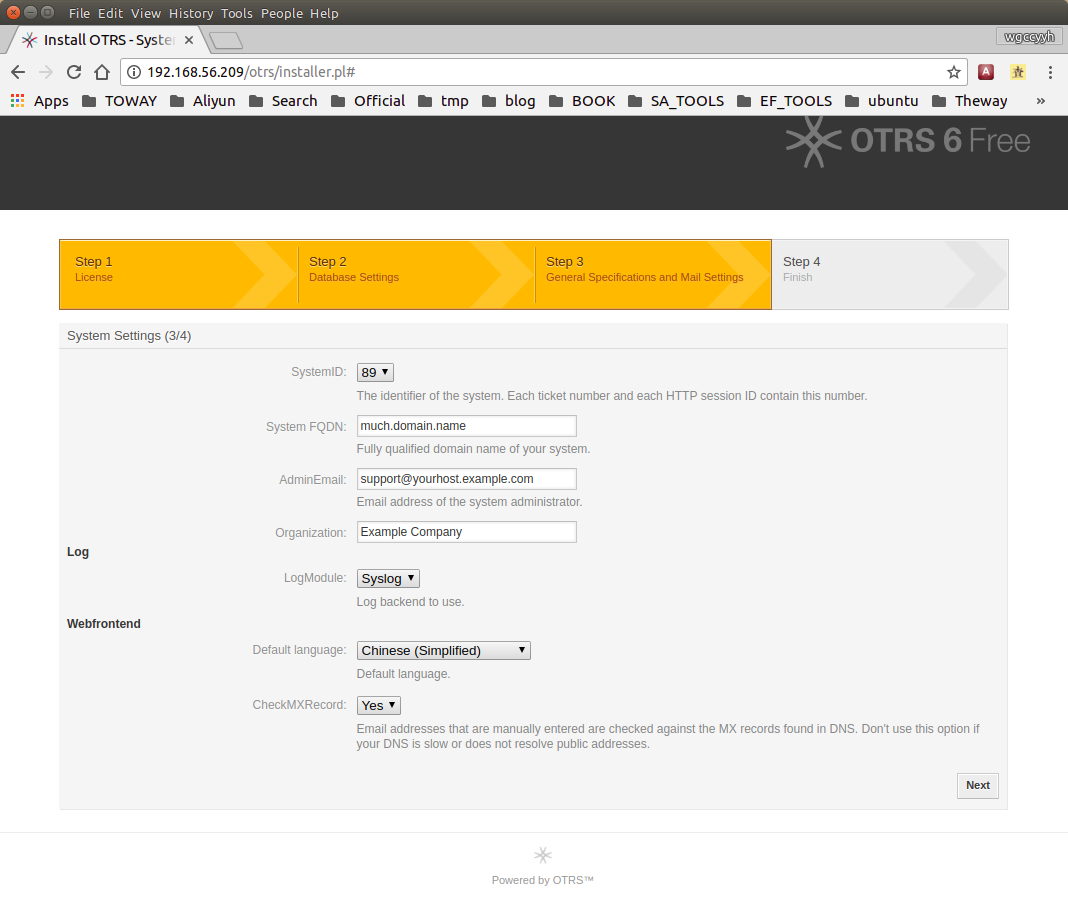 File Edit View History Tools People Help
Install OTRS - Syste
wgccyyh
192.168.56.209/otrs/installer.pl#
Apps TOWAY Aliyun Search Official tmp blog BOOK SA_TOOLS EF_TOOLS ubuntu Theway »
OTRS 6 Free
Step 1
License
Step 2
Database Settings
Step 3
General Specifications and Mail Settings
Step 4
Finish
System Settings (3/4)
SystemID: 89
The identifier of the system. Each ticket number and each HTTP session ID contain this number.
System FQDN: much.domain.name
Fully qualified domain name of your system.
AdminEmail: support@yourhost.example.com
Email address of the system administrator.
Organization: Example Company
Log
LogModule: Syslog
Log backend to use.
Webfrontend
Default language: Chinese (Simplified)
Default language.
CheckMXRecord: Yes
Email addresses that are manually entered are checked against the MX records found in DNS. Don't use this option if
your DNS is slow or does not resolve public addresses.
Next
Powered by OTRS™